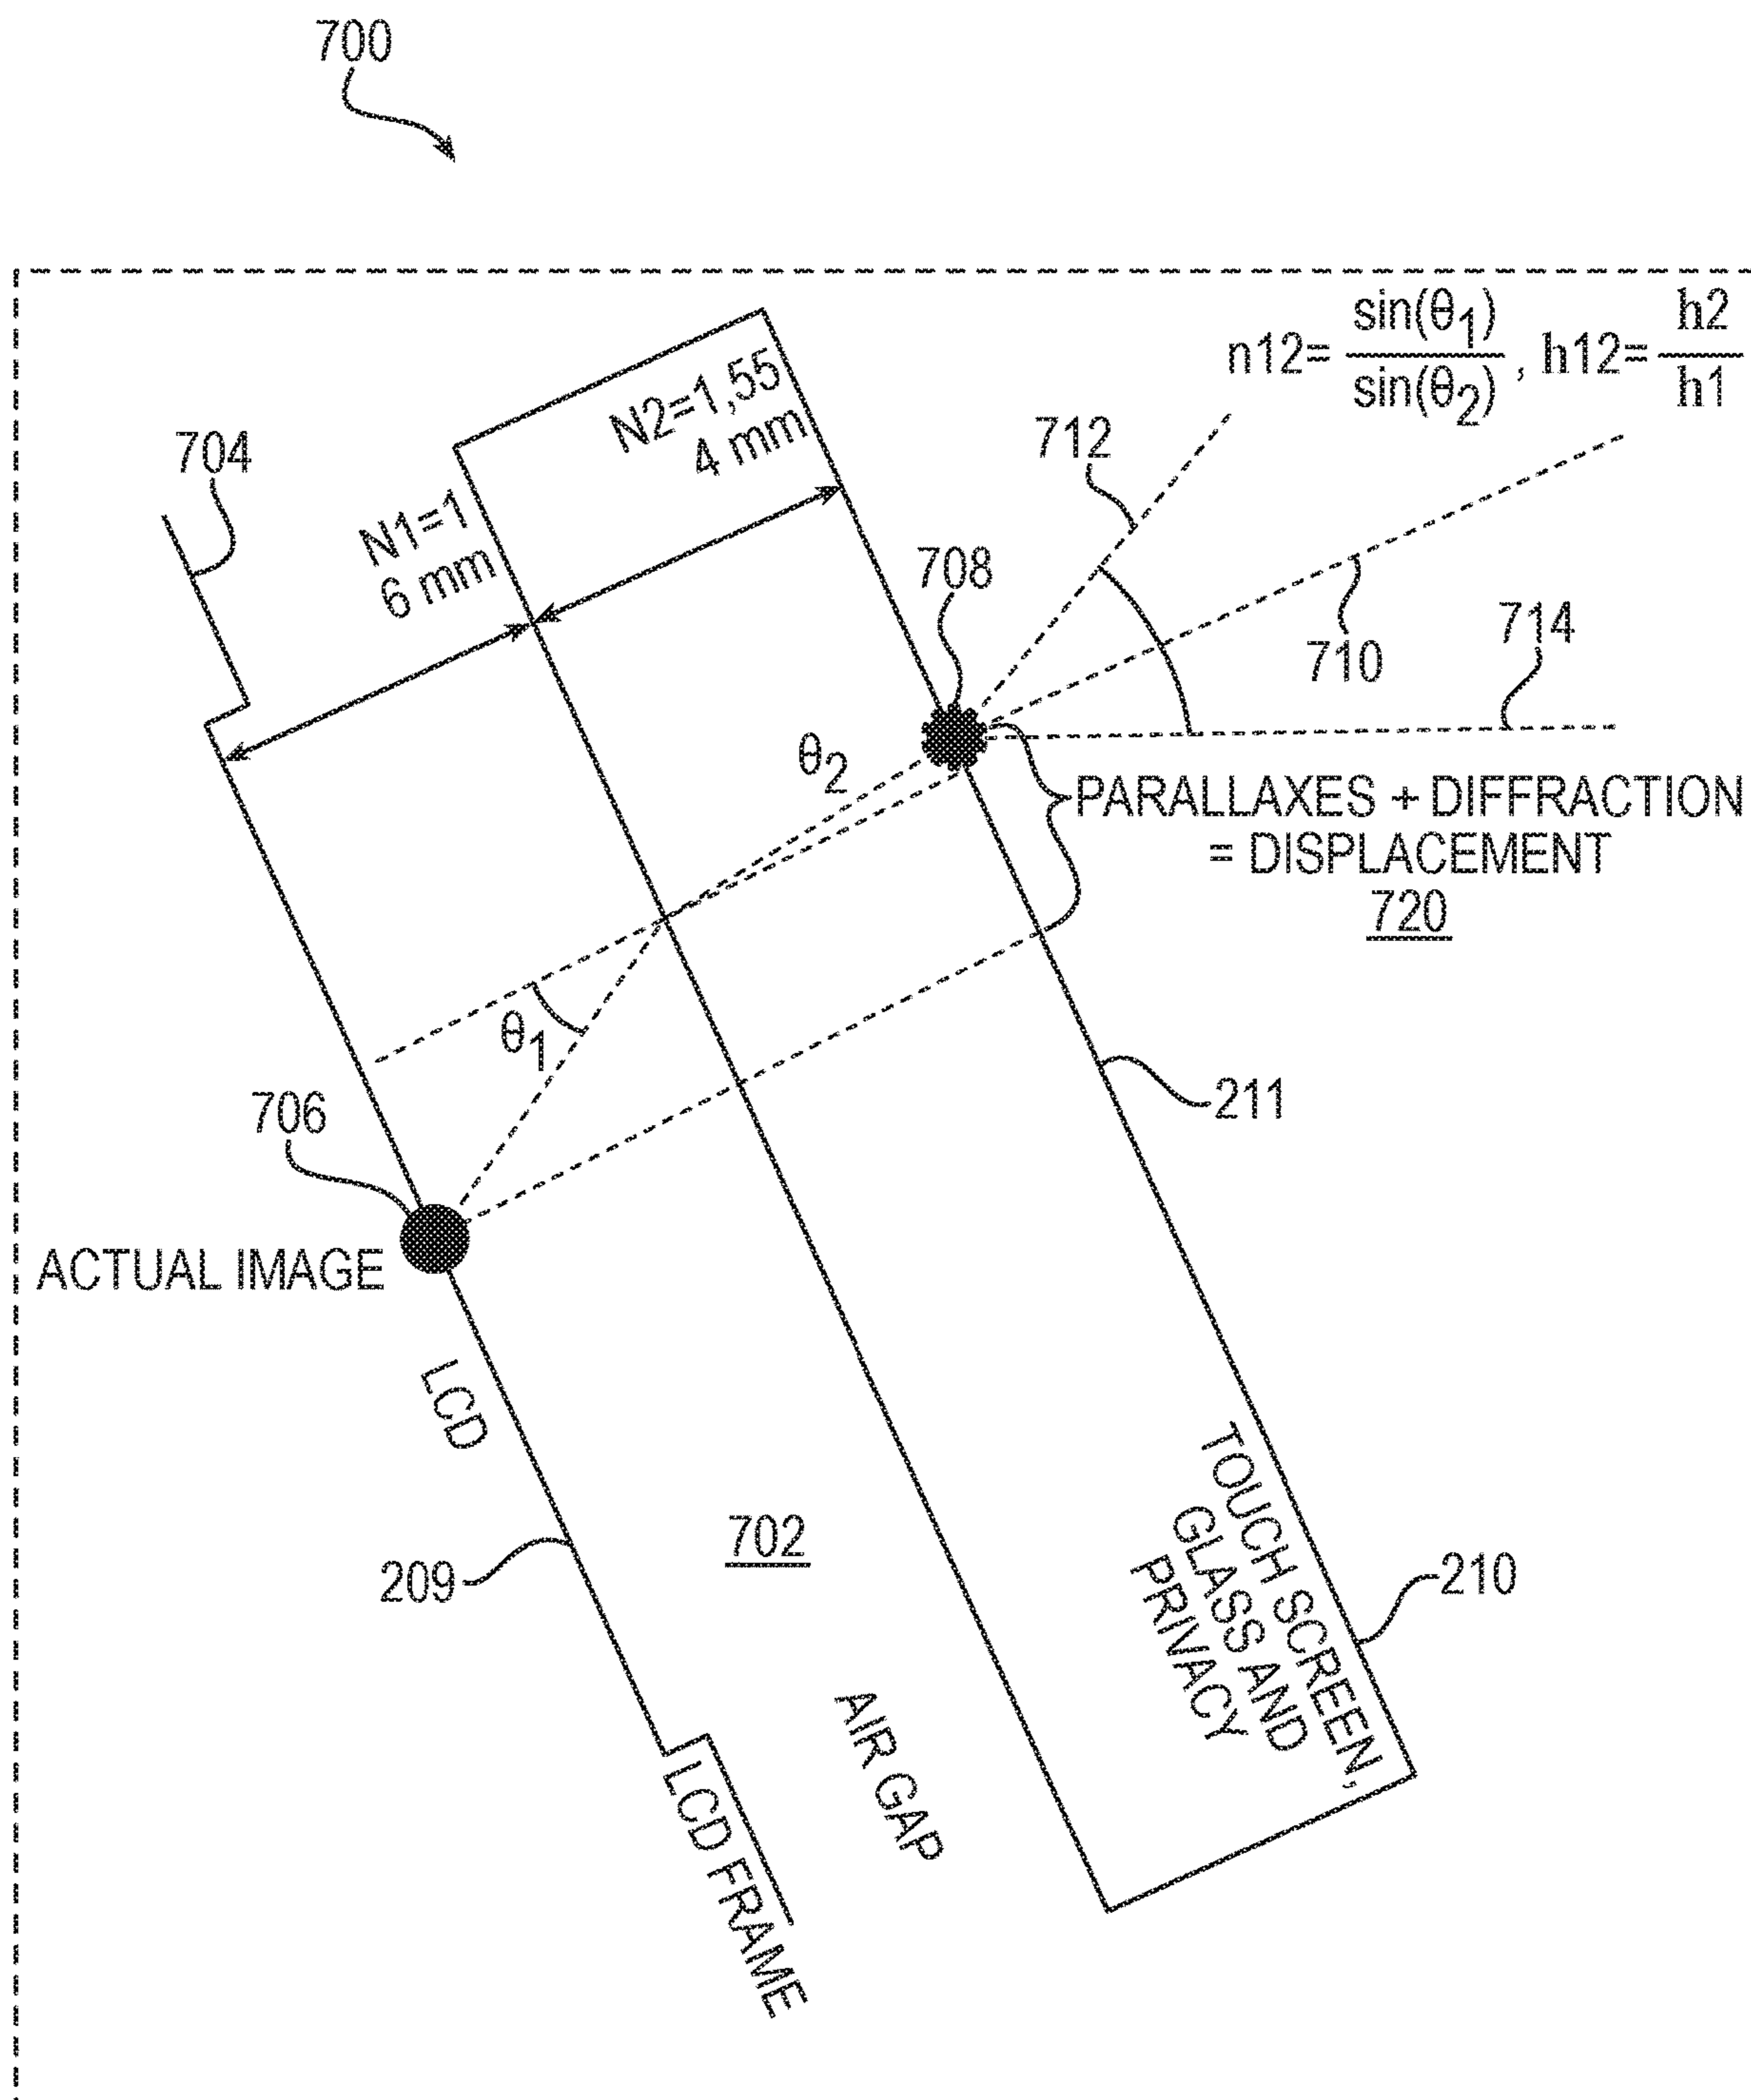 700
n12= sin(θ1)/sin(θ2) , h12= h2/h1
N2=1,55
4 mm
704
N1=1
6 mm
712
708
710
714
θ2
PARALLAXES + DIFFRACTION
= DISPLACEMENT
720
θ1
706
211
ACTUAL IMAGE
LCD
702
209
210
TOUCH SCREEN,
GLASS AND
PRIVACY
AIR GAP
LCD FRAME